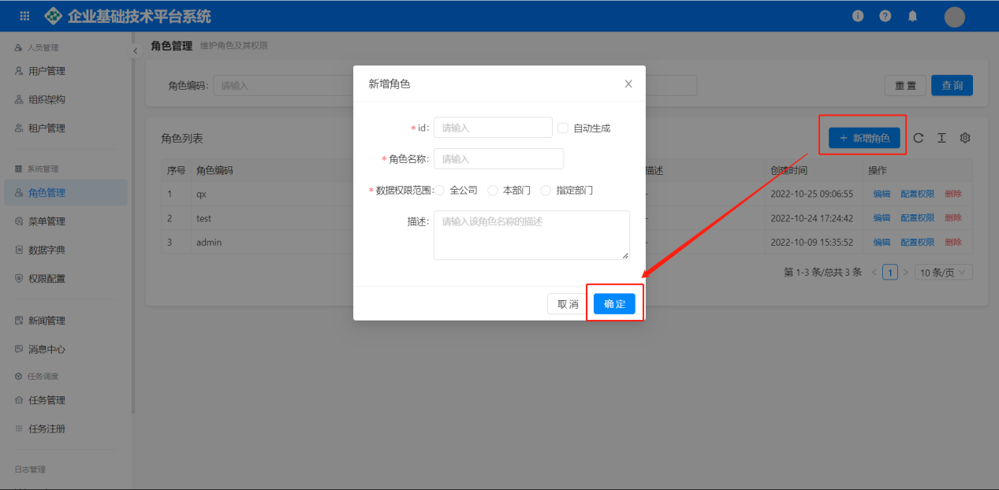 企业基础技术平台系统
人员管理
用户管理
组织架构
租户管理
系统管理
角色管理
菜单管理
数据字典
权限配置
新闻管理
消息中心
任务调度
任务管理
任务注册
日志管理
角色管理 维护角色及其权限
角色编码: 请输入
重 置 查 询
角色列表
+ 新增角色
序号 角色编码 描述 创建时间 操作
1 qx - 2022-10-25 09:06:55 编辑 配置权限 删除
2 test - 2022-10-24 17:24:42 编辑 配置权限 删除
3 admin - 2022-10-09 15:35:52 编辑 配置权限 删除
第 1-3 条/总共 3 条 < 1 > 10 条/页
新增角色
* id: 请输入 自动生成
* 角色名称: 请输入
* 数据权限范围: 全公司 本部门 指定部门
描述: 请输入该角色名称的描述
取 消 确 定